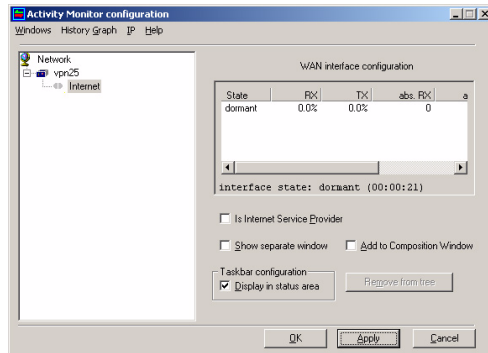 Activity Monitor configuration
Windows History Graph IP Help
Network
vpn25
Internet
WAN interface configuration
State RX TX abs. RX a
dormant 0.0% 0.0% 0
interface state: dormant (00:00:21)
Is Internet Service Provider
Show separate window Add to Composition Window
Taskbar configuration
Display in status area
Remove from tree
OK Apply Cancel